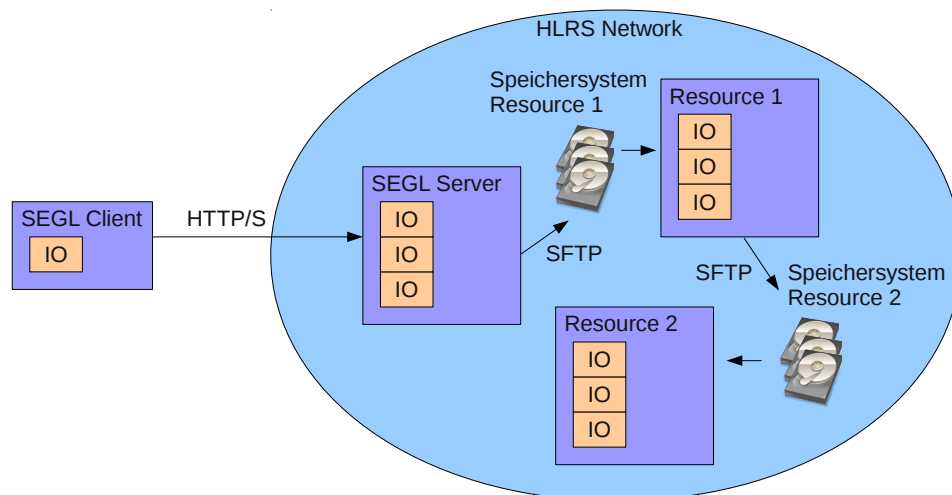 HLRS Network
Speichersystem
Resource 1
Resource 1
IO
IO
IO
SEGL Server
IO
IO
IO
SEGL Client
IO
HTTP/S
SFTP
SFTP
Speichersystem
Resource 2
Resource 2
IO
IO
IO